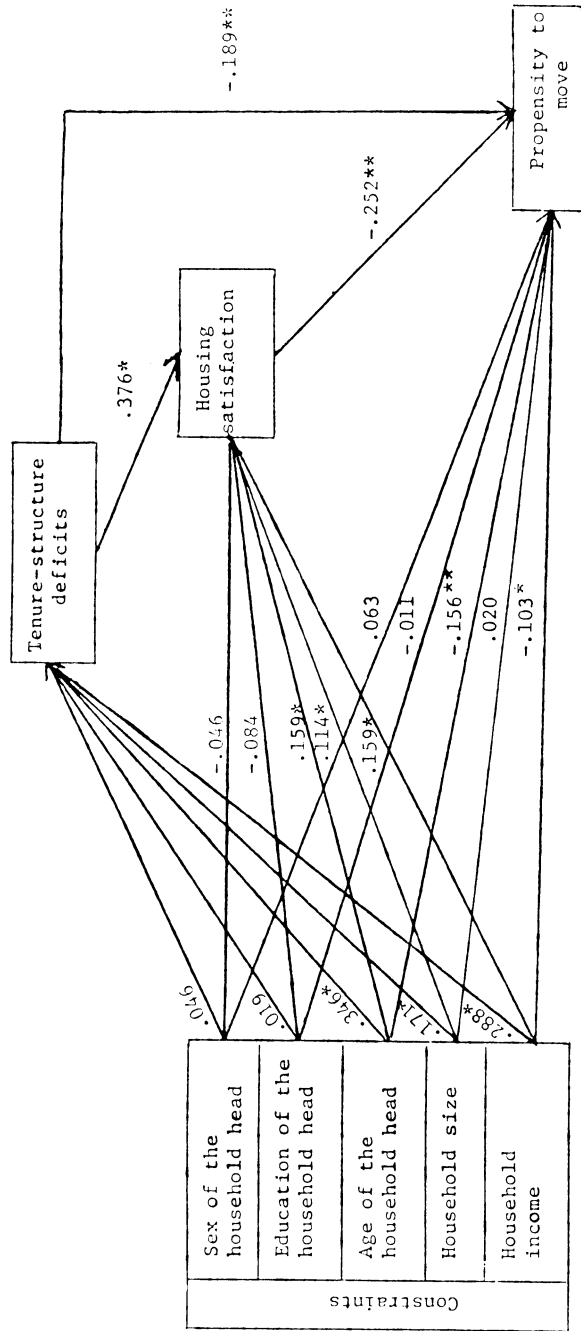 Constraints
Sex of the
household head
Education of the
household head
Age of the
household head
Household size
Household
income
.046
.019
.346*
.171*
.288*
Tenure-structure
deficits
-.046
-.084
.159*
.114*
.159*
.376*
Housing
satisfaction
-.189**
-.252**
.063
-.011
-.156**
.020
-.103*
Propensity to
move